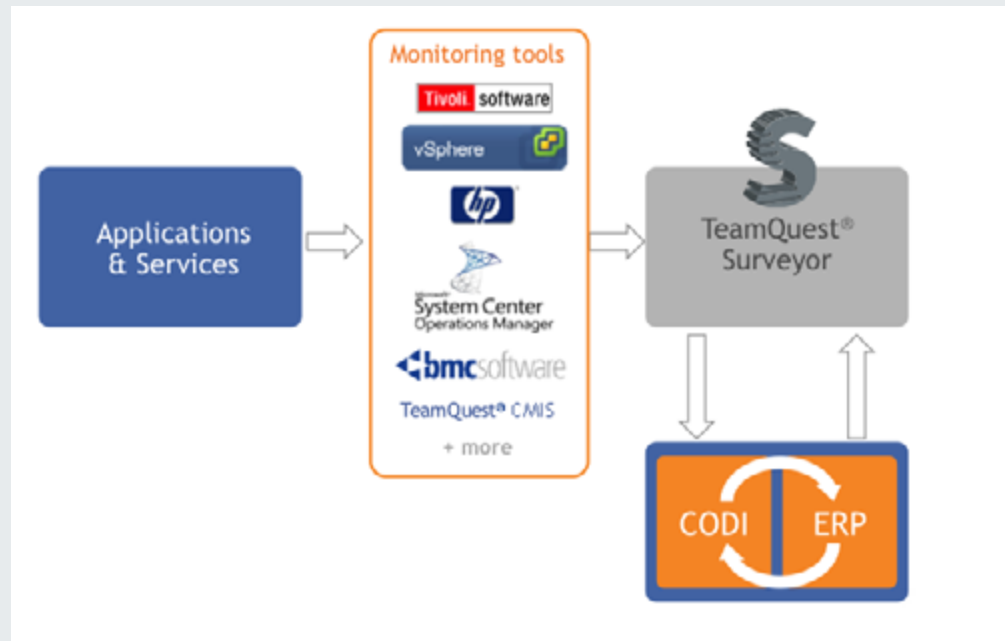 Monitoring tools
Tivoli. software
vSphere
hp
Microsoft
System Center
Operations Manager
bmcsoftware
TeamQuest® CMIS
+ more
Applications
& Services
S
TeamQuest®
Surveyor
CODI ERP